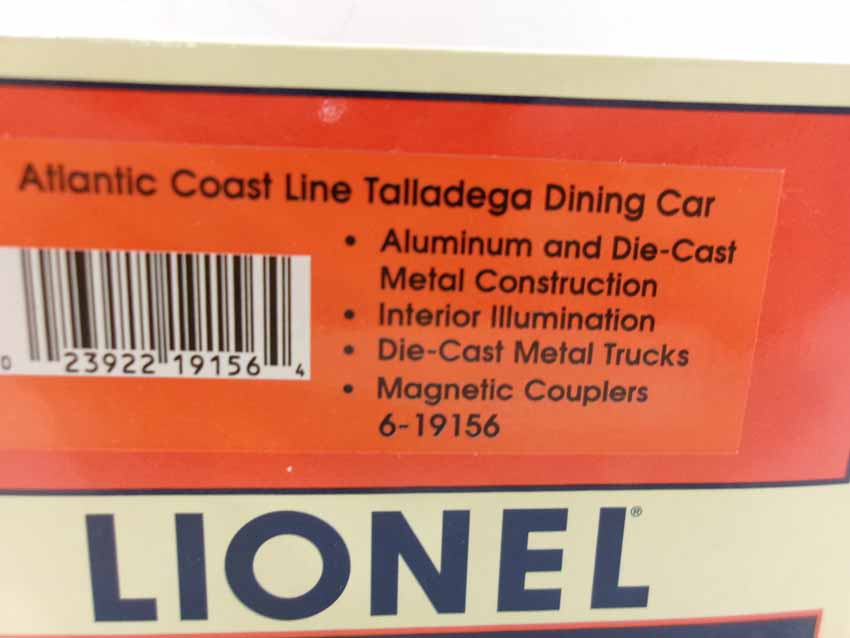 Atlantic Coast Line Talladega Dining Car
• Aluminum and Die-Cast
Metal Construction
• Interior Illumination
• Die-Cast Metal Trucks
• Magnetic Couplers
6-19156
0 23922 19156 4
LIONEL®